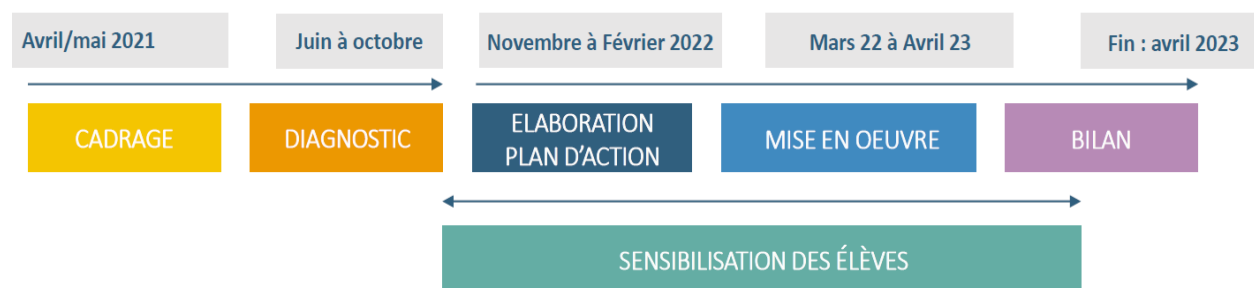 Avril/mai 2021
Juin à octobre
Novembre à Février 2022
Mars 22 à Avril 23
Fin : avril 2023
CADRAGE
DIAGNOSTIC
ELABORATION
PLAN D'ACTION
MISE EN OEUVRE
BILAN
SENSIBILISATION DES ÉLÈVES